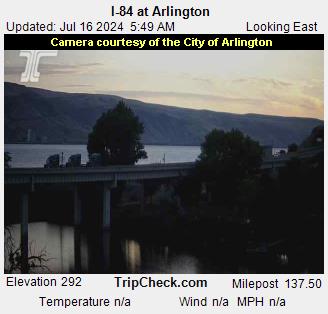 I-84 at Arlington
Updated: Jul 16 2024 5:49 AM Looking East
Camera courtesy of the City of Arlington
Elevation 292 TripCheck.com Milepost 137.50
Temperature n/a Wind n/a MPH n/a